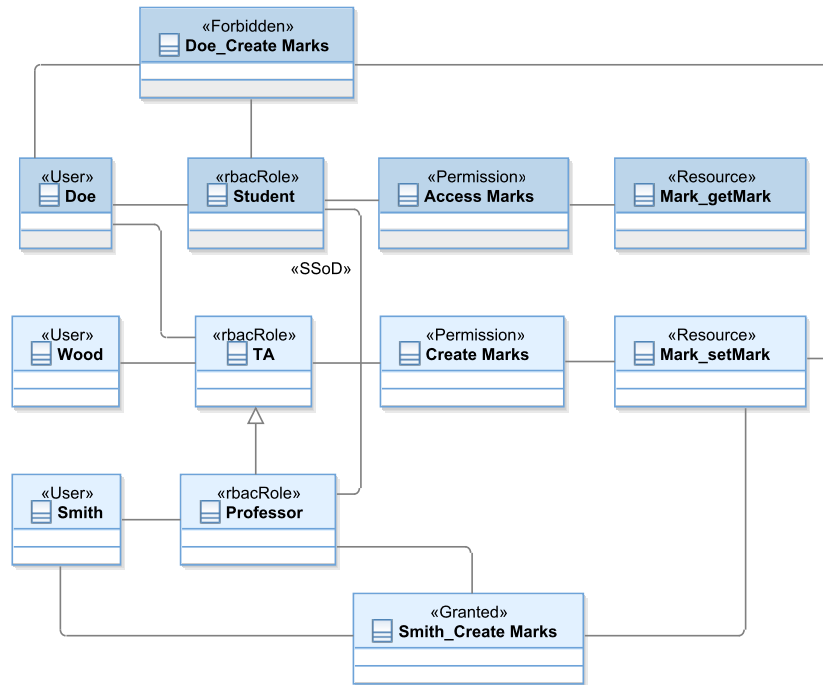 «Forbidden»
Doe_Create Marks
«User»
Doe
«rbacRole»
Student
«Permission»
Access Marks
«Resource»
Mark_getMark
«SSoD»
«User»
Wood
«rbacRole»
TA
«Permission»
Create Marks
«Resource»
Mark_setMark
«User»
Smith
«rbacRole»
Professor
«Granted»
Smith_Create Marks